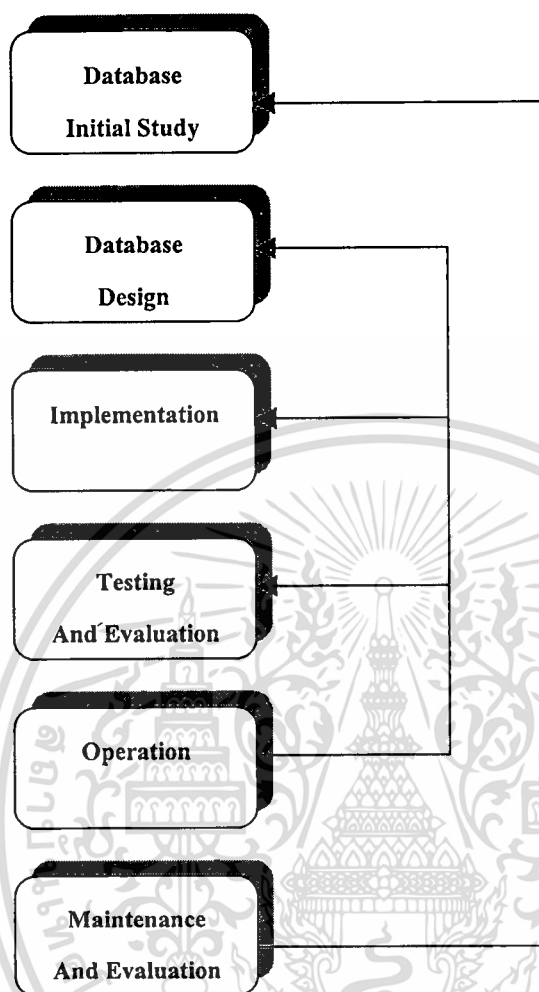 Database
Initial Study
Database
Design
Implementation
Testing
And Evaluation
Operation
Maintenance
And Evaluation